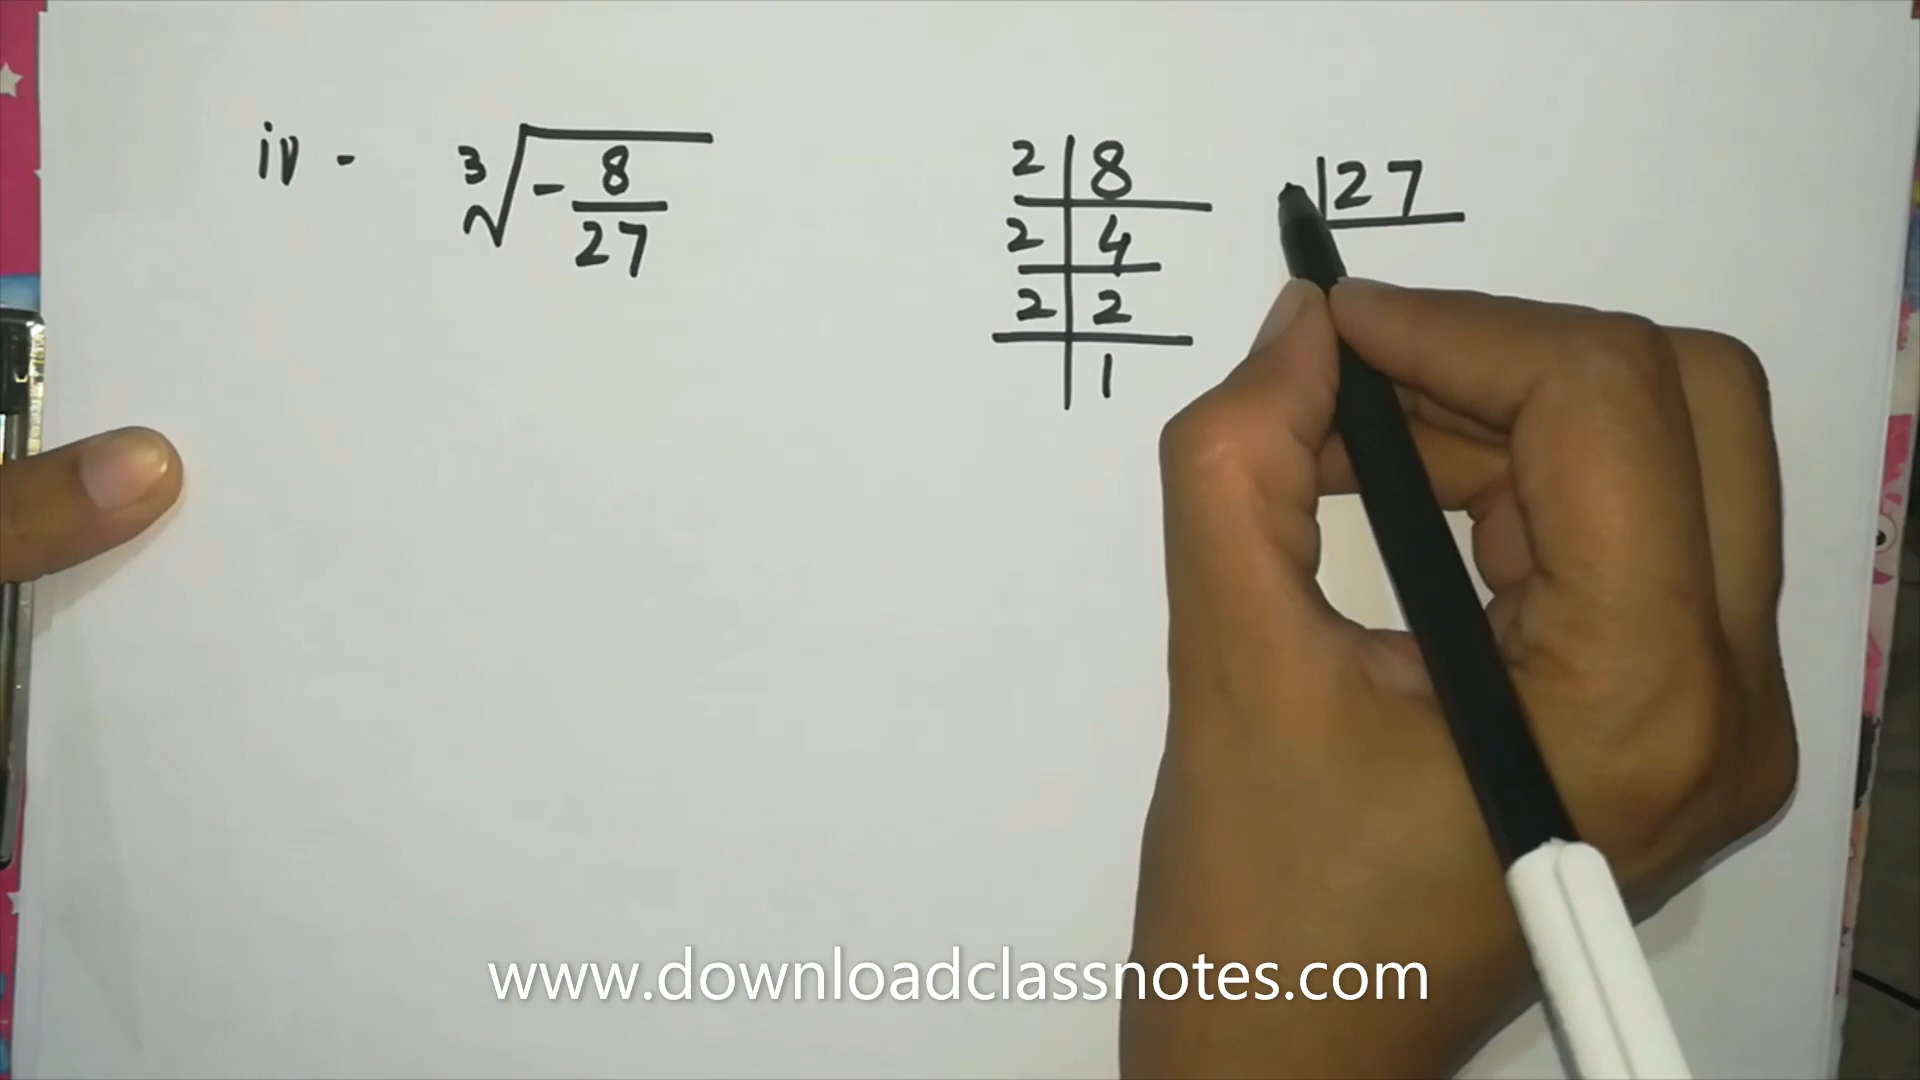 iv - ∛(-8/27)
2 | 8
2 | 4
2 | 2
| 1
| 27
www.downloadclassnotes.com